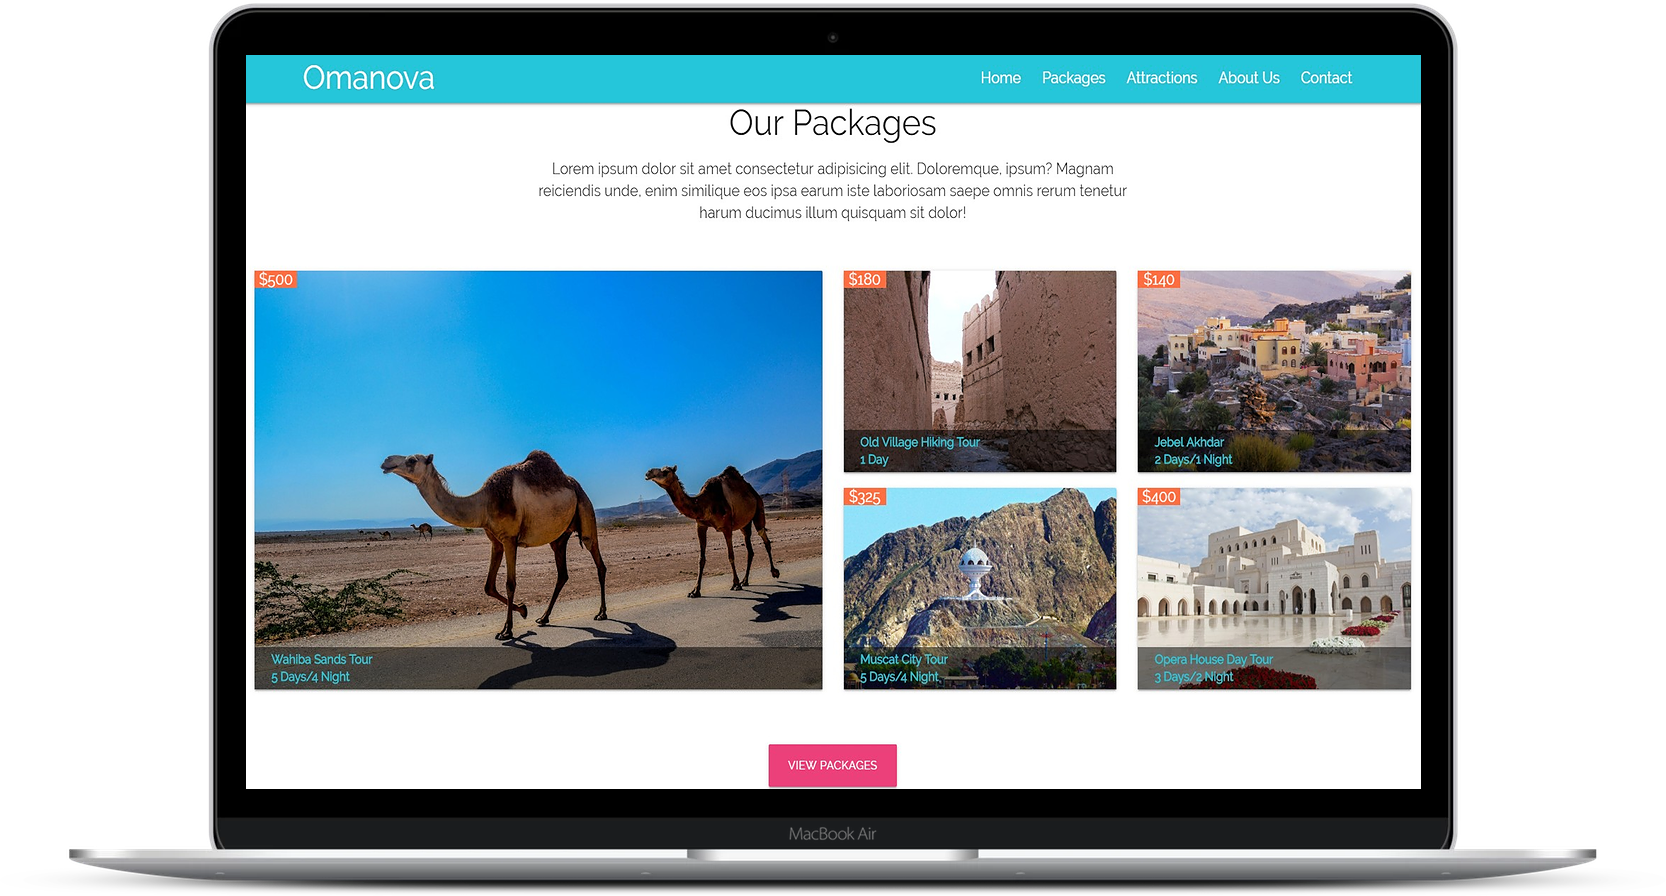 Omanova
Home Packages Attractions About Us Contact
Our Packages
Lorem ipsum dolor sit amet consectetur adipisicing elit. Doloremque, ipsum? Magnam
reiciendis unde, enim similique eos ipsa earum iste laboriosam saepe omnis rerum tenetur
harum ducimus illum quisquam sit dolor!
$500
Wahiba Sands Tour
5 Days/4 Night
$180
Old Village Hiking Tour
1 Day
$140
Jebel Akhdar
2 Days/1 Night
$325
Muscat City Tour
5 Days/4 Night
$400
Opera House Day Tour
3 Days/2 Night
VIEW PACKAGES
MacBook Air